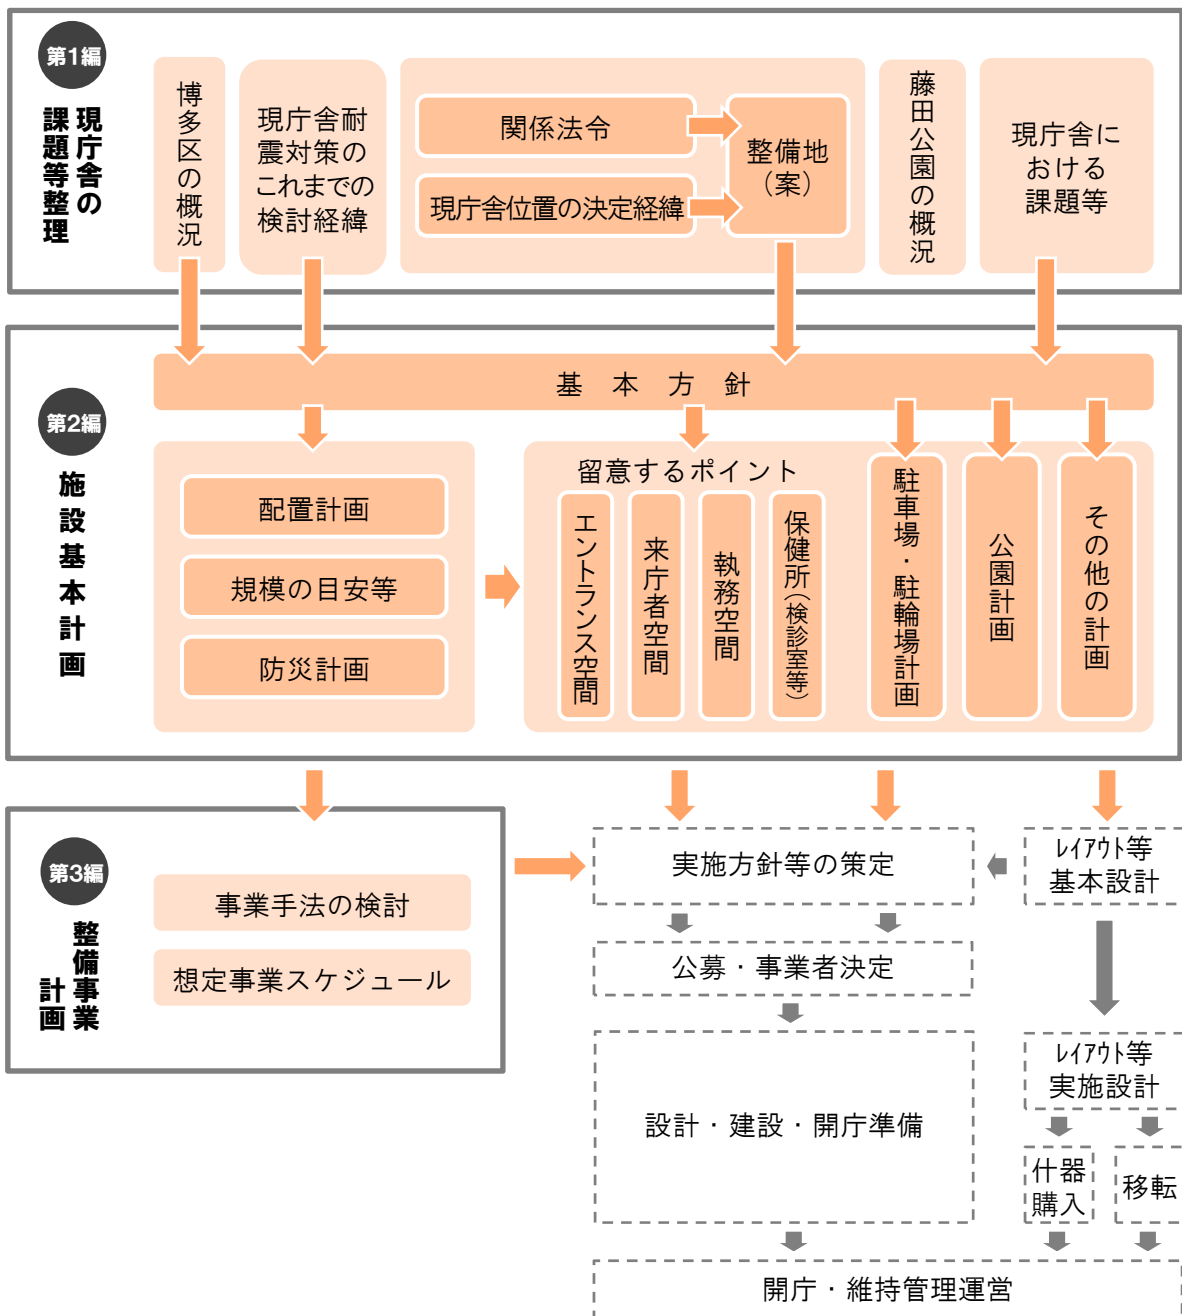 第1編
現庁舎の
課題等整理
博多区の概況
現庁舎耐
震対策の
これまでの
検討経緯
関係法令
現庁舎位置の決定経緯
整備地
（案）
藤田公園の概況
現庁舎に
おける
課題等
第2編
施設基本計画
基本方針
配置計画
規模の目安等
防災計画
留意するポイント
エントランス空間
来庁者空間
執務空間
保健所（検診室等）
駐車場・駐輪場計画
公園計画
その他の計画
第3編
整備事業
計画
事業手法の検討
想定事業スケジュール
実施方針等の策定
ﾚｲｱｳﾄ等
基本設計
公募・事業者決定
設計・建設・開庁準備
ﾚｲｱｳﾄ等
実施設計
什器
購入
移転
開庁・維持管理運営